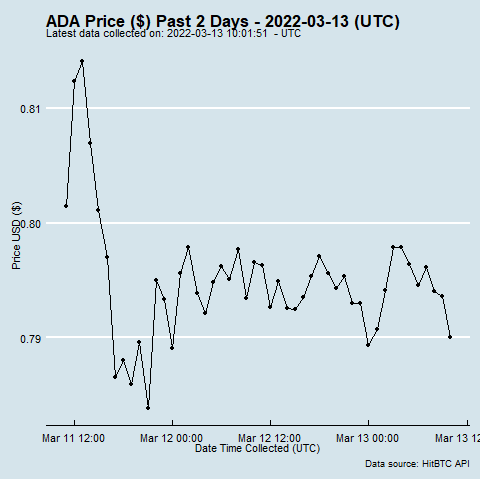 ADA Price ($) Past 2 Days - 2022-03-13 (UTC)
Latest data collected on: 2022-03-13 10:01:51 - UTC
0.81
0.80
0.79
Price USD ($)
Mar 11 12:00
Mar 12 00:00
Mar 12 12:00
Mar 13 00:00
Mar 13 12
Date Time Collected (UTC)
Data source: HitBTC API